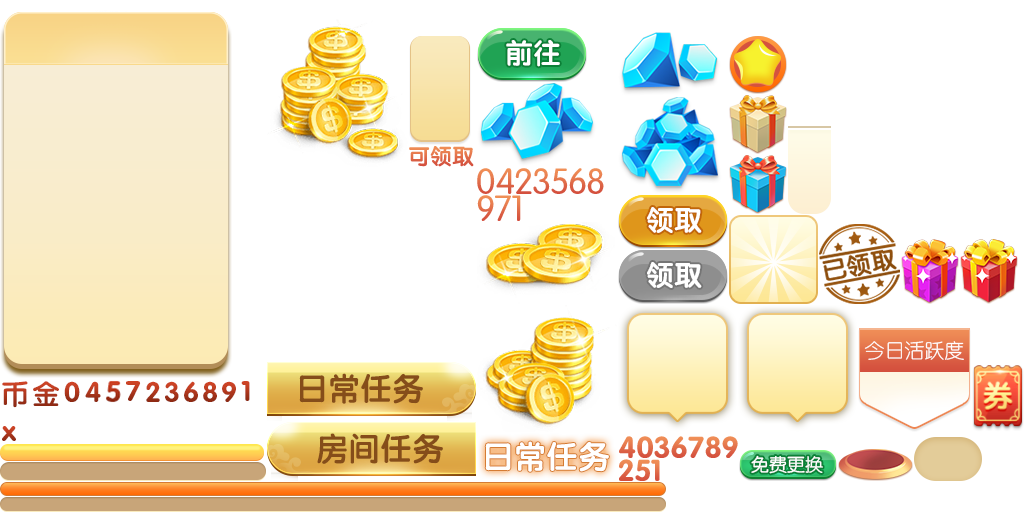 前往
可领取
0423568
971
领取
领取
已领取
今日活跃度
币金0457236891
x
日常任务
房间任务
日常任务
4036789
251
券
免费更换